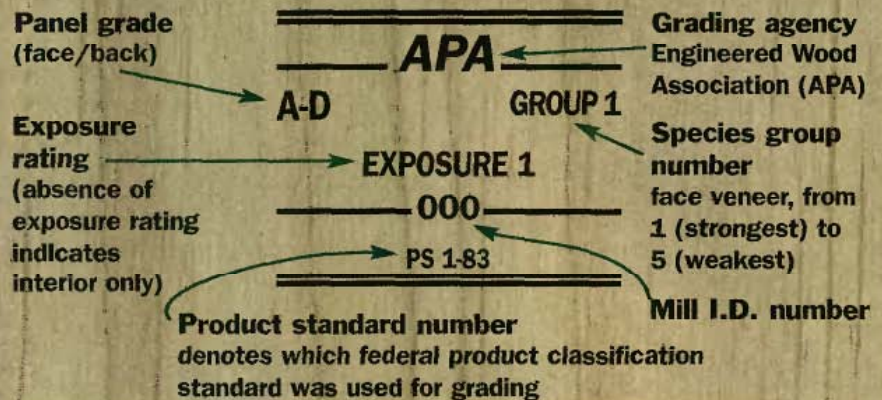 Panel grade
(face/back)
APA
Grading agency
Engineered Wood
Association (APA)
A-D
GROUP 1
Exposure
rating
(absence of
exposure rating
indicates
interior only)
EXPOSURE 1
Species group
number
face veneer, from
1 (strongest) to
5 (weakest)
000
PS 1-83
Mill I.D. number
Product standard number
denotes which federal product classification
standard was used for grading